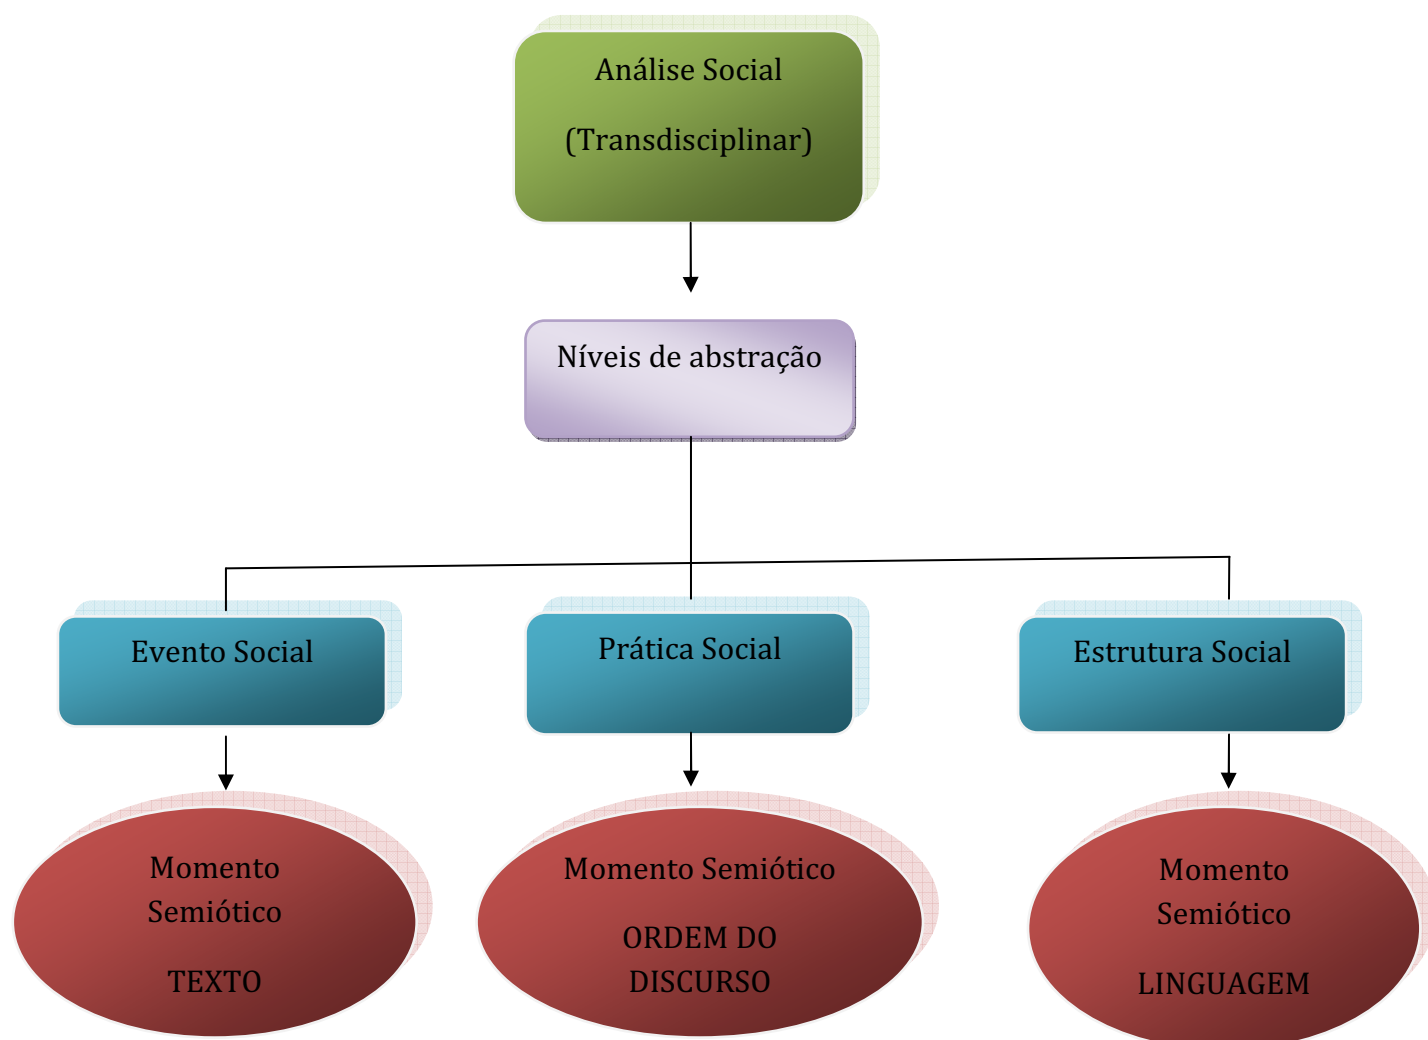 Análise Social
(Transdisciplinar)
Níveis de abstração
Evento Social
Prática Social
Estrutura Social
Momento
Semiótico
TEXTO
Momento Semiótico
ORDEM DO
DISCURSO
Momento
Semiótico
LINGUAGEM